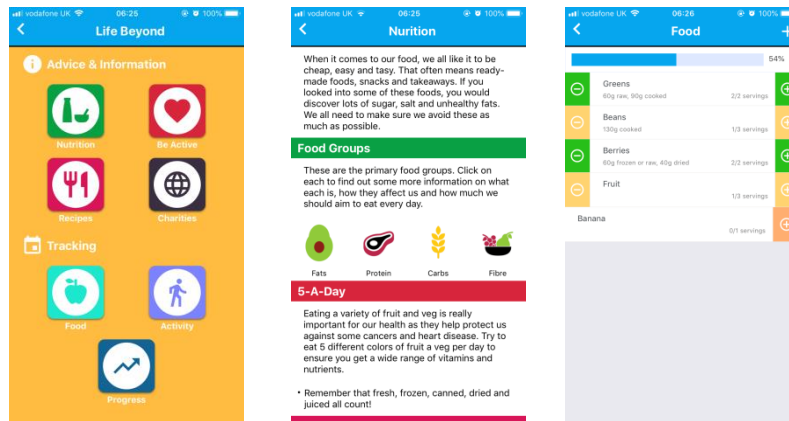 vodafone UK 06:25 100%
Life Beyond
Advice & Information
Nutrition Be Active
Recipes Charities
Tracking
Food Activity
Progress
vodafone UK 06:25 100%
Nurition
When it comes to our food, we all like it to be
cheap, easy and tasy. That often means ready-
made foods, snacks and takeaways. If you
looked into some of these foods, you would
discover lots of sugar, salt and unhealthy fats.
We all need to make sure we avoid these as
much as possible.
Food Groups
These are the primary food groups. Click on
each to find out some more information on what
each is, how they affect us and how much we
should aim to eat every day.
Fats Protein Carbs Fibre
5-A-Day
Eating a variety of fruit and veg is really
important for our health as they help protect us
against some cancers and heart disease. Try to
eat 5 different colors of fruit a veg per day to
ensure you get a wide range of vitamins and
nutrients.
• Remember that fresh, frozen, canned, dried and
juiced all count!
vodafone UK 06:26 100%
Food
54%
Greens
60g raw, 90g cooked 2/2 servings
Beans
130g cooked 1/3 servings
Berries
60g frozen or raw, 40g dried 2/2 servings
Fruit
1/3 servings
Banana
0/1 servings